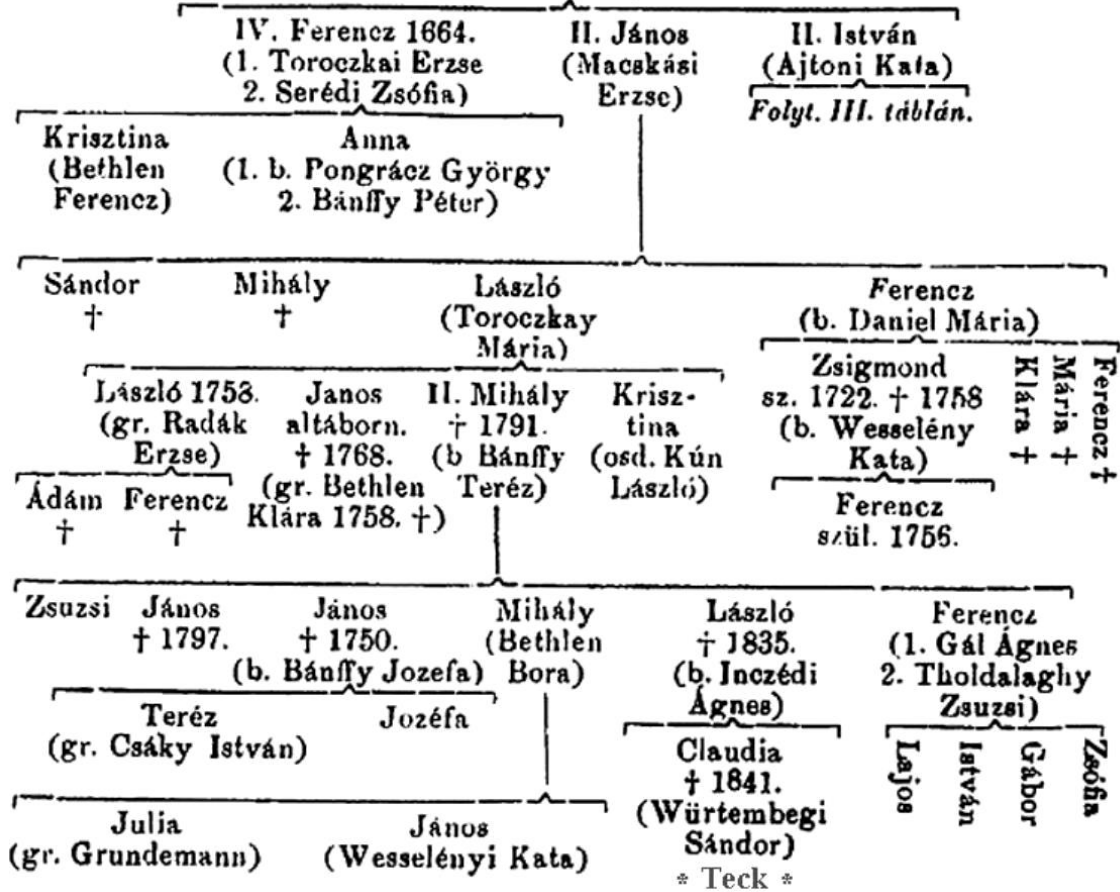 IV. Ferencz 1664.
(1. Toroczkai Erzse
2. Serédi Zsófia)
II. János
(Macskási
Erzse)
II. István
(Ajtoni Kata)
Folyt. III. táblán.
Krisztina
(Bethlen
Ferencz)
Anna
(1. b. Pongrácz György
2. Bánffy Péter)
Sándor
†
Mihály
†
László
(Toroczkay
Mária)
Ferencz
(b. Daniel Mária)
László 1753.
(gr. Radák
Erzse)
Janos
altáborn.
† 1768.
(gr. Bethlen
Klára 1758. †)
II. Mihály
† 1791.
(b Bánffy
Teréz)
Krisz-
tina
(osd. Kún
László)
Zsigmond
sz. 1722. † 1758
(b. Wesselény
Kata)
Klára †
Mária †
Ferencz †
Ádám
†
Ferencz
†
Ferencz
szül. 1756.
Zsuzsi
János
† 1797.
János
† 1750.
(b. Bánffy Jozefa)
Mihály
(Bethlen
Bora)
László
† 1835.
(b. Inczédi
Ágnes)
Ferencz
(1. Gál Ágnes
2. Tholdalaghy
Zsuzsi)
Teréz
(gr. Csáky István)
Jozéfa
Claudia
† 1841.
(Würtembegi
Sándor)
* Teck *
Lajos
István
Gábor
Zsófia
Julia
(gr. Grundemann)
János
(Wesselényi Kata)